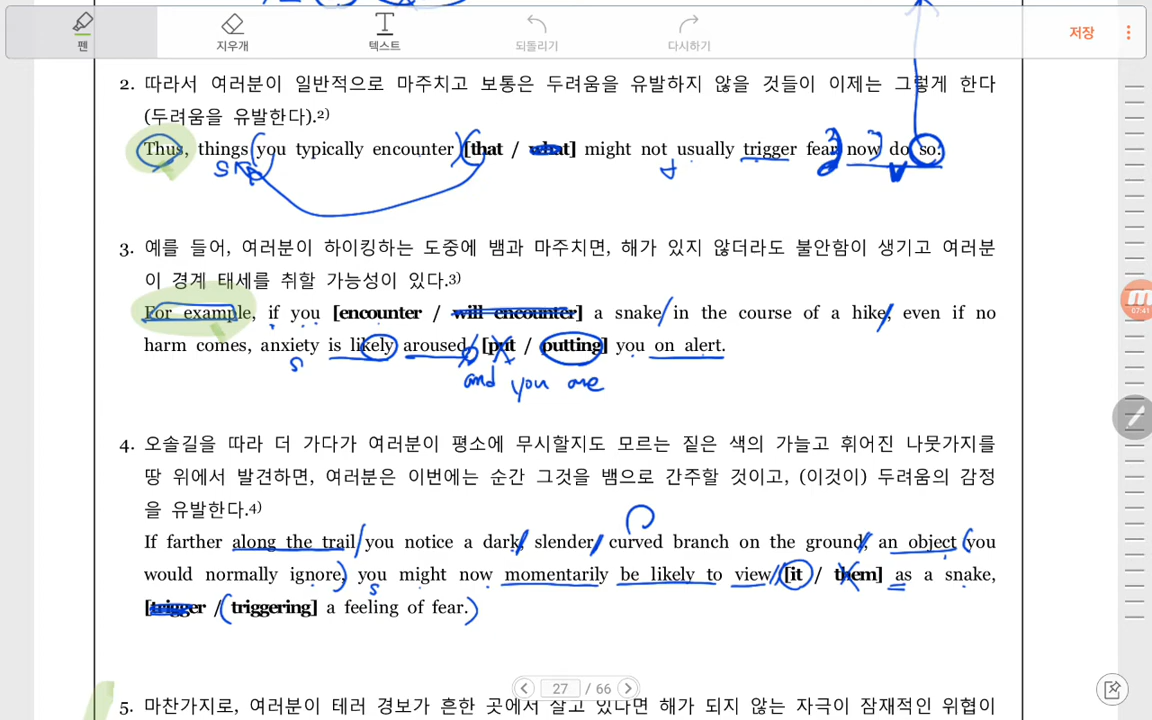 펜 지우개 텍스트 되돌리기 다시하기 저장
2. 따라서 여러분이 일반적으로 마주치고 보통은 두려움을 유발하지 않을 것들이 이제는 그렇게 한다
(두려움을 유발한다).2)
Thus, things you typically encounter [that / what] might not usually trigger fear now do so.
S
V
07:41
3. 예를 들어, 여러분이 하이킹하는 도중에 뱀과 마주치면, 해가 있지 않더라도 불안함이 생기고 여러분
이 경계 태세를 취할 가능성이 있다.3)
For example, if you [encounter / will encounter] a snake in the course of a hike, even if no
harm comes, anxiety is likely aroused, [put / putting] you on alert.
S
and you are
4. 오솔길을 따라 더 가다가 여러분이 평소에 무시할지도 모르는 짙은 색의 가늘고 휘어진 나뭇가지를
땅 위에서 발견하면, 여러분은 이번에는 순간 그것을 뱀으로 간주할 것이고, (이것이) 두려움의 감정
을 유발한다.4)
If farther along the trail you notice a dark, slender, curved branch on the ground, an object you
would normally ignore, you might now momentarily be likely to view [it / them] as a snake,
S
[trigger / triggering] a feeling of fear.
27 / 66
5. 마찬가지로, 여러분이 테러 경보가 흔한 곳에서 살고 있다면 해가 되지 않는 자극이 잠재적인 위협이